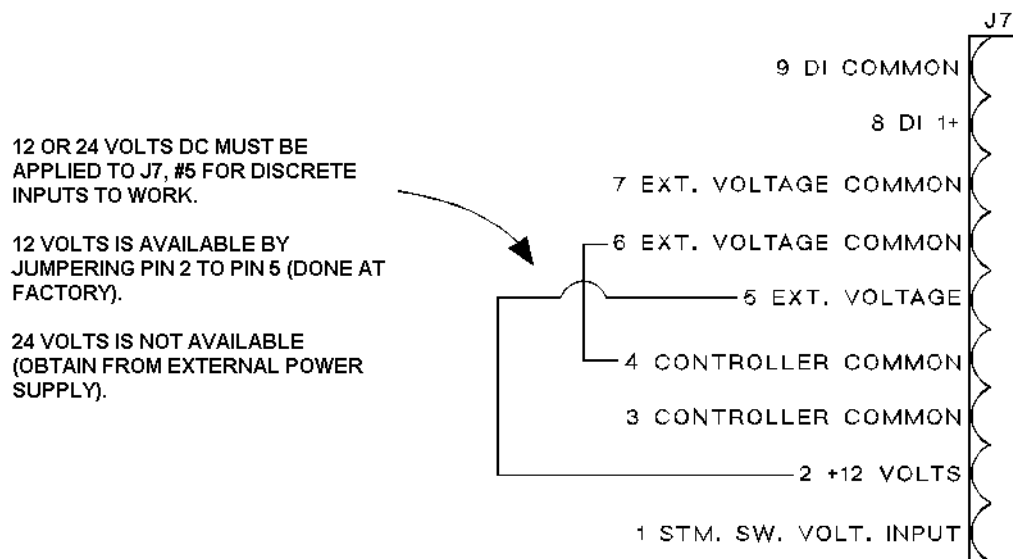 J7
9 DI COMMON
8 DI 1+
12 OR 24 VOLTS DC MUST BE
APPLIED TO J7, #5 FOR DISCRETE
INPUTS TO WORK.
7 EXT. VOLTAGE COMMON
12 VOLTS IS AVAILABLE BY
JUMPERING PIN 2 TO PIN 5 (DONE AT
FACTORY).
6 EXT. VOLTAGE COMMON
5 EXT. VOLTAGE
24 VOLTS IS NOT AVAILABLE
(OBTAIN FROM EXTERNAL POWER
SUPPLY).
4 CONTROLLER COMMON
3 CONTROLLER COMMON
2 +12 VOLTS
1 STM. SW. VOLT. INPUT